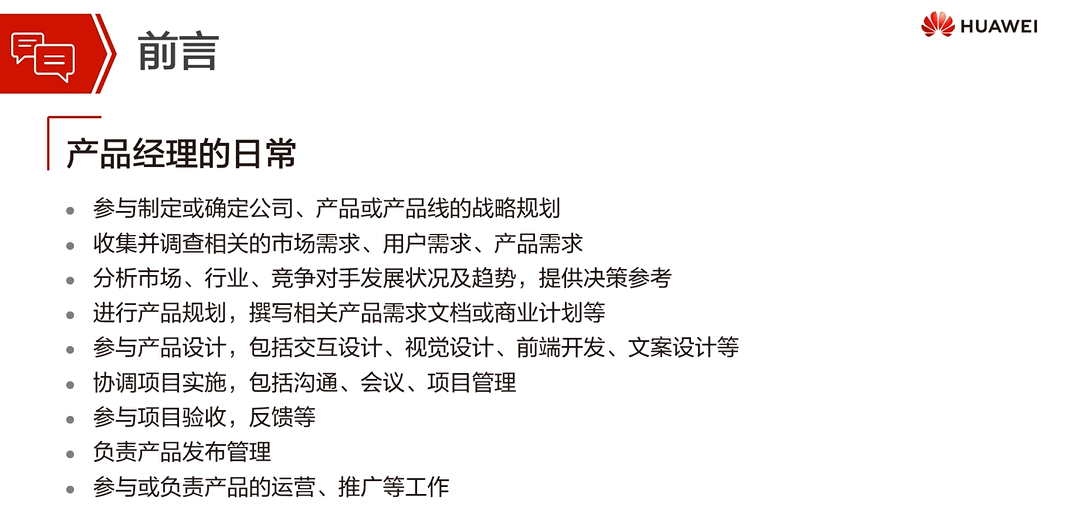 前言
HUAWEI
产品经理的日常
参与制定或确定公司、产品或产品线的战略规划
收集并调查相关的市场需求、用户需求、产品需求
分析市场、行业、竞争对手发展状况及趋势，提供决策参考
进行产品规划，撰写相关产品需求文档或商业计划等
参与产品设计，包括交互设计、视觉设计、前端开发、文案设计等
协调项目实施，包括沟通、会议、项目管理
参与项目验收，反馈等
负责产品发布管理
参与或负责产品的运营、推广等工作